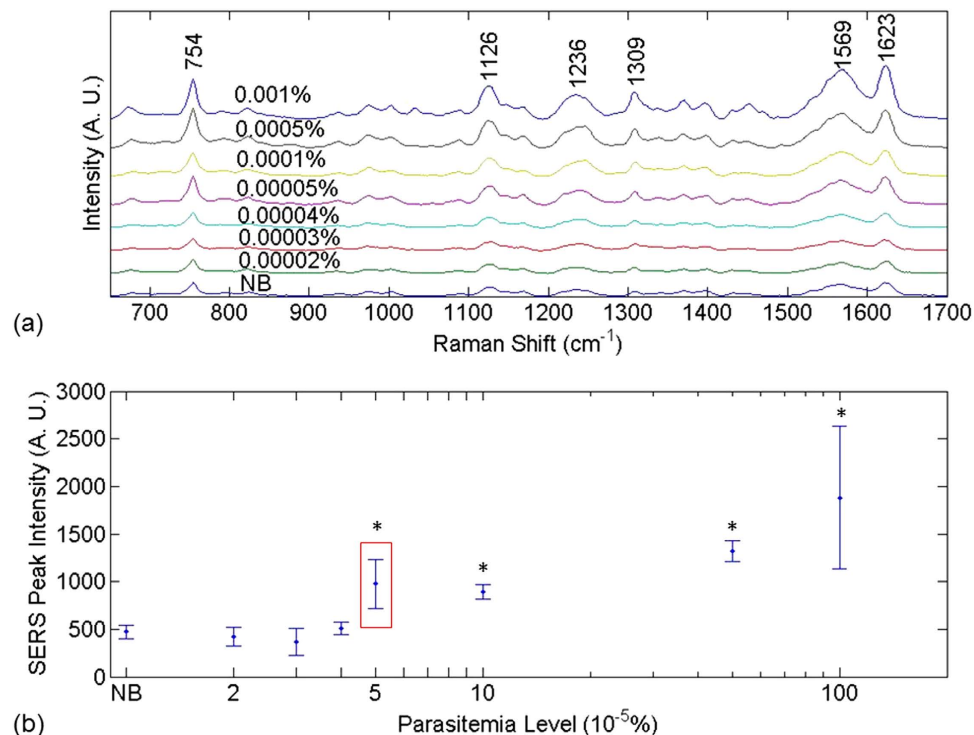 754
1126
1236
1309
1569
1623
0.001%
0.0005%
0.0001%
0.00005%
0.00004%
0.00003%
0.00002%
NB
Intensity (A. U.)
700 800 900 1000 1100 1200 1300 1400 1500 1600 1700
(a)
Raman Shift (cm-1)
3000
2500
2000
1500
1000
500
0
SERS Peak Intensity (A. U.)
*
*
*
*
NB 2 5 10 100
(b)
Parasitemia Level (10-5%)